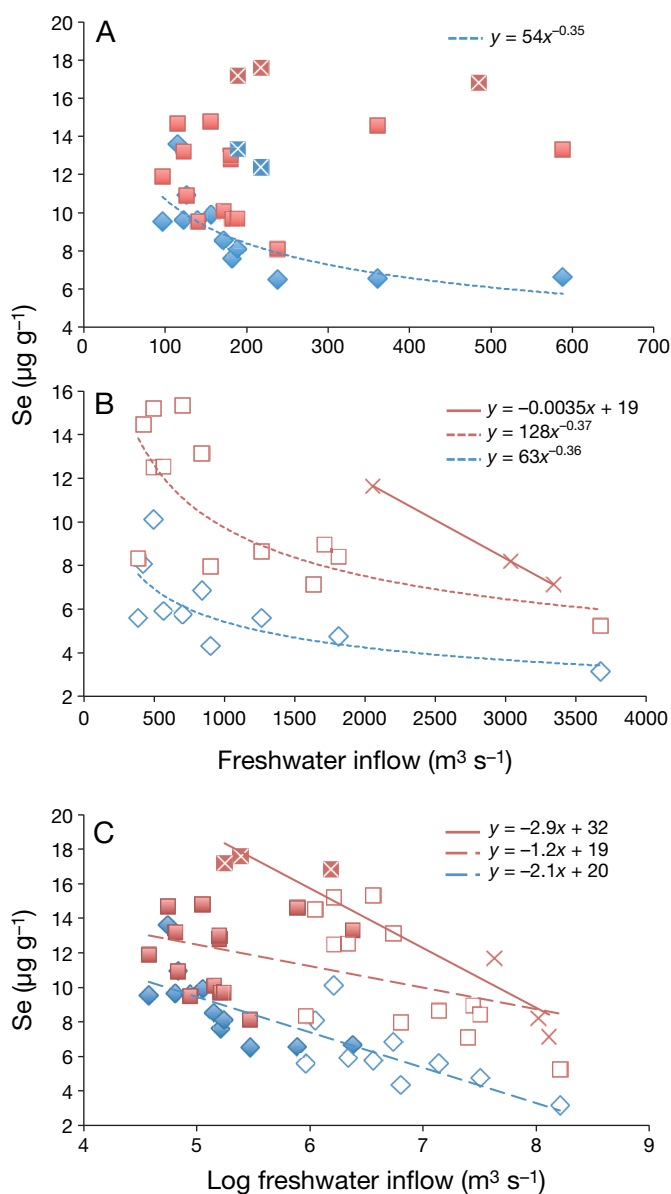 A
y = 54x⁻⁰·³⁵
20
18
16
14
12
10
8
6
4
0 100 200 300 400 500 600 700
Se (µg g⁻¹)
B
y = −0.0035x + 19
y = 128x⁻⁰·³⁷
y = 63x⁻⁰·³⁶
16
14
12
10
8
6
4
2
0 500 1000 1500 2000 2500 3000 3500 4000
Freshwater inflow (m³ s⁻¹)
C
y = −2.9x + 32
y = −1.2x + 19
y = −2.1x + 20
20
18
16
14
12
10
8
6
4
2
Se (µg g⁻¹)
4 5 6 7 8 9
Log freshwater inflow (m³ s⁻¹)